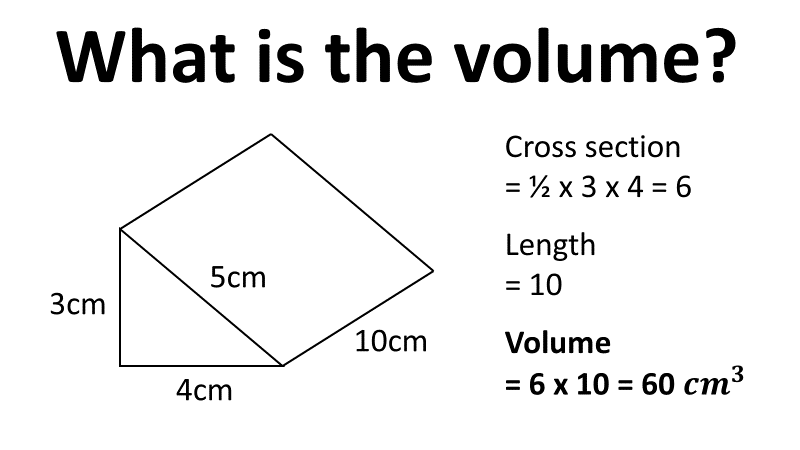 What is the volume?
Cross section
= ½ x 3 x 4 = 6
Length
= 10
Volume
= 6 x 10 = 60 cm³
3cm
5cm
10cm
4cm